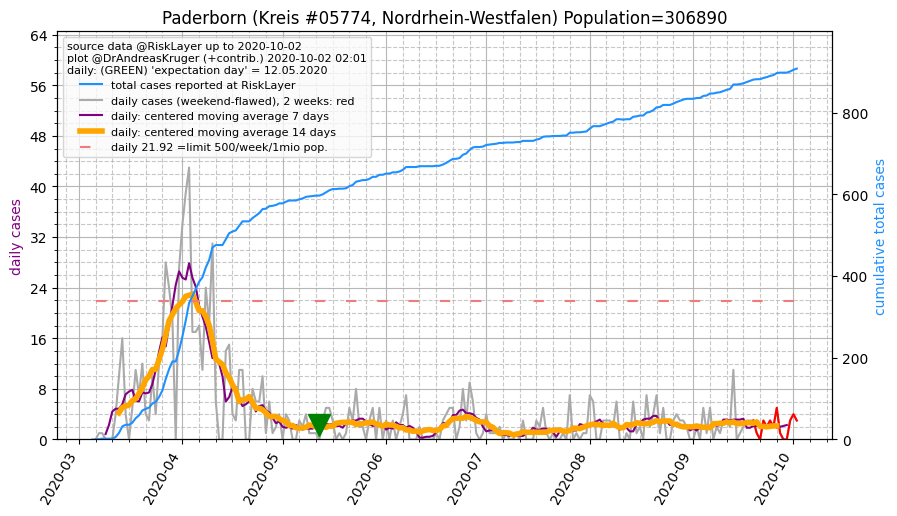 Paderborn (Kreis #05774, Nordrhein-Westfalen) Population=306890
source data @RiskLayer up to 2020-10-02
plot @DrAndreasKruger (+contrib.) 2020-10-02 02:01
daily: (GREEN) 'expectation day' = 12.05.2020
total cases reported at RiskLayer
daily cases (weekend-flawed), 2 weeks: red
daily: centered moving average 7 days
daily: centered moving average 14 days
daily 21.92 =limit 500/week/1mio pop.
daily cases
64
56
48
40
32
24
16
8
0
cumulative total cases
800
600
400
200
0
2020-03
2020-04
2020-05
2020-06
2020-07
2020-08
2020-09
2020-10